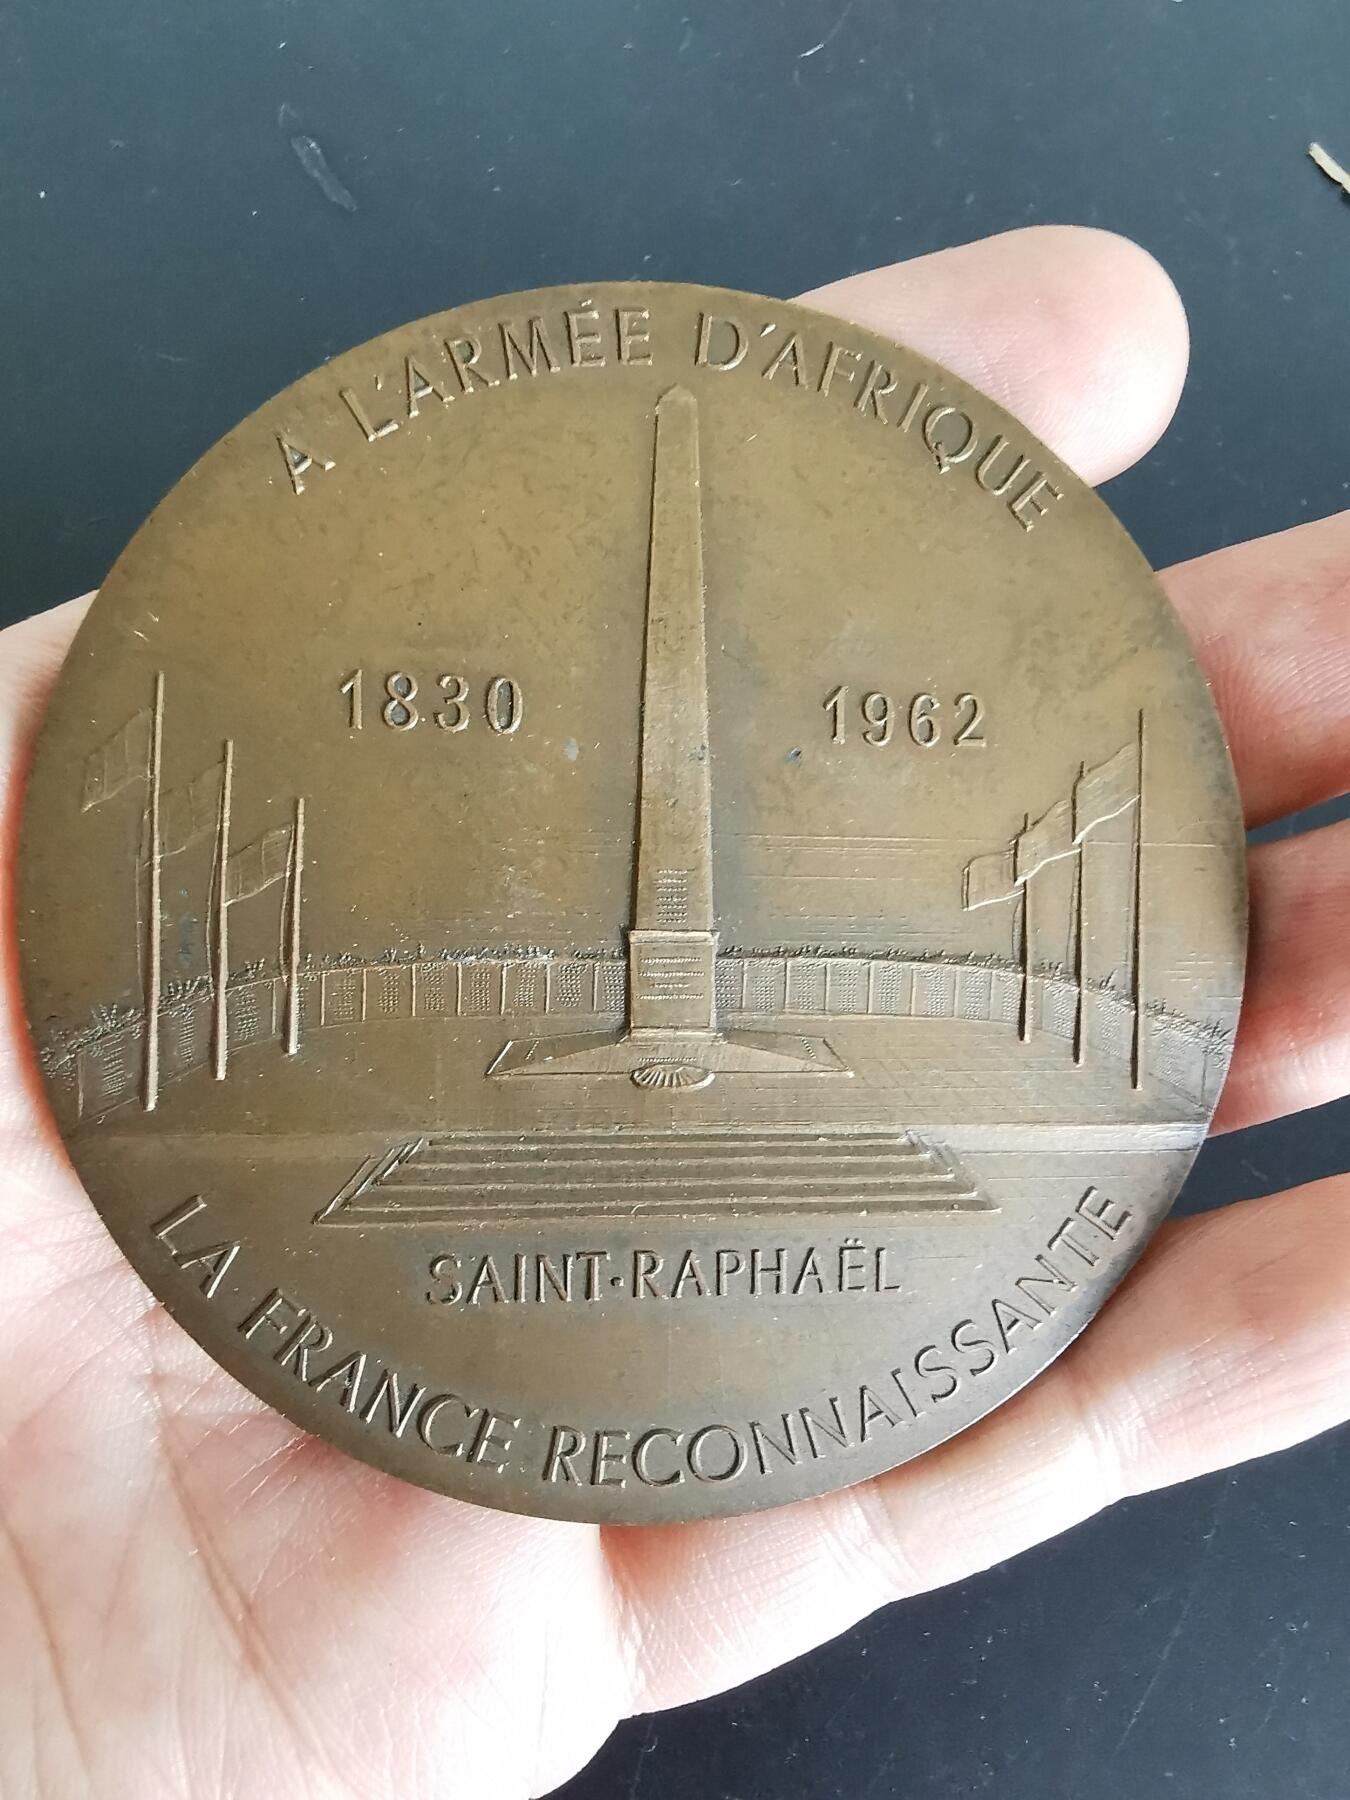 A L'ARMÉE D'AFRIQUE
1830 1962
SAINT·RAPHAËL
LA FRANCE RECONNAISSANTE